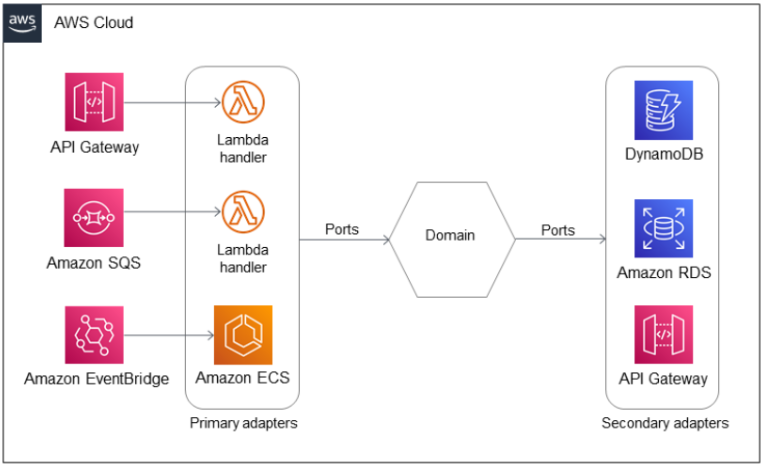 aws
AWS Cloud
API Gateway
Lambda
handler
DynamoDB
Amazon SQS
Lambda
handler
Ports
Domain
Ports
Amazon RDS
Amazon EventBridge
Amazon ECS
API Gateway
Primary adapters
Secondary adapters